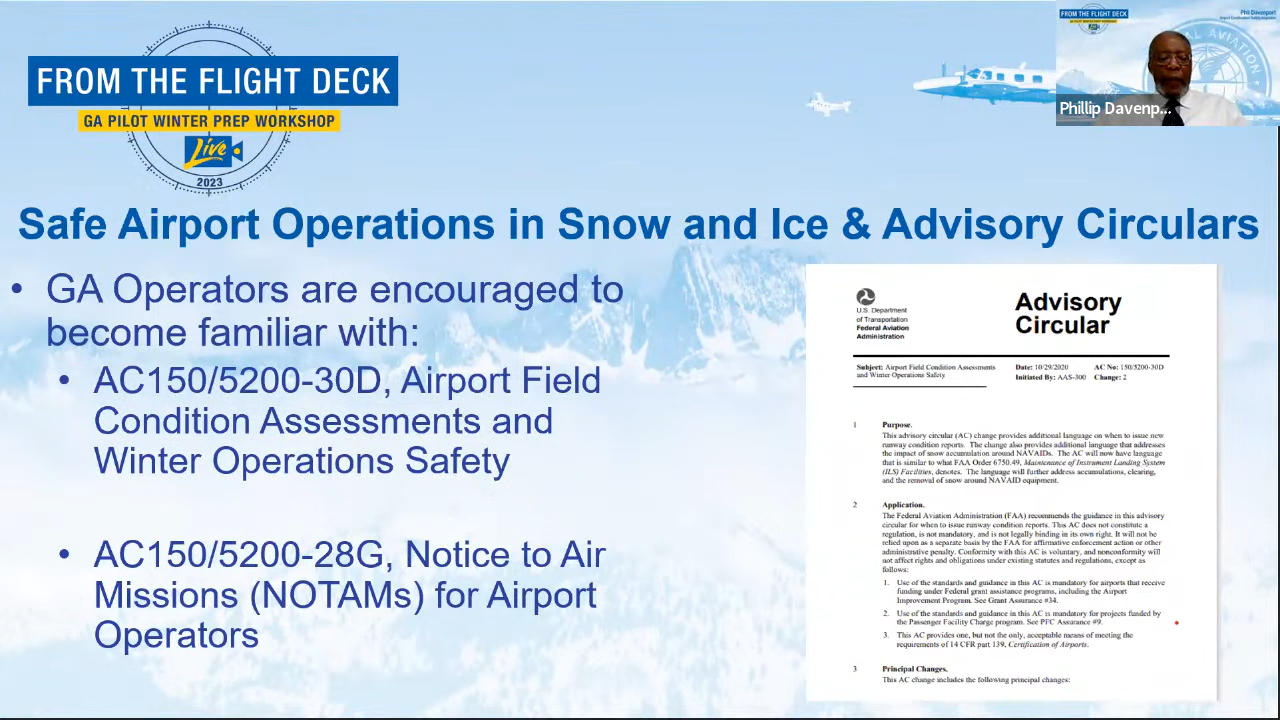 FROM THE FLIGHT DECK
GA PILOT WINTER PREP WORKSHOP
Live
2023
FROM THE FLIGHT DECK
GA PILOT WINTER PREP WORKSHOP
Phil Davenport
Airport Certification Safety Inspector
Phillip Davenp...
Safe Airport Operations in Snow and Ice & Advisory Circulars
• GA Operators are encouraged to
become familiar with:
• AC150/5200-30D, Airport Field
Condition Assessments and
Winter Operations Safety
• AC150/5200-28G, Notice to Air
Missions (NOTAMs) for Airport
Operators
U.S. Department
of Transportation
Federal Aviation
Administration
Advisory
Circular
Subject: Airport Field Condition Assessments
and Winter Operations Safety
Date: 10/29/2020
Initiated By: AAS-300
AC No: 150/5200-30D
Change: 2
1 Purpose.
This advisory circular (AC) change provides additional language on when to issue new
runway condition reports. The change also provides additional language that addresses
the impact of snow accumulation around NAVAIDs. The AC will now have language
that is similar to what FAA Order 6750.49, Maintenance of Instrument Landing System
(ILS) Facilities, denotes. The language will further address accumulations, clearing,
and the removal of snow around NAVAID equipment.
2 Application.
The Federal Aviation Administration (FAA) recommends the guidance in this advisory
circular for when to issue runway condition reports. This AC does not constitute a
regulation, is not mandatory, and is not legally binding in its own right. It will not be
relied upon as a separate basis by the FAA for affirmative enforcement action or other
administrative penalty. Conformity with this AC is voluntary, and nonconformity will
not affect rights and obligations under existing statutes and regulations, except as
follows:
1. Use of the standards and guidance in this AC is mandatory for airports that receive
funding under Federal grant assistance programs, including the Airport
Improvement Program. See Grant Assurance #34.
2. Use of the standards and guidance in this AC is mandatory for projects funded by
the Passenger Facility Charge program. See PFC Assurance #9.
3. This AC provides one, but not the only, acceptable means of meeting the
requirements of 14 CFR part 139, Certification of Airports.
3 Principal Changes.
This AC change includes the following principal changes: